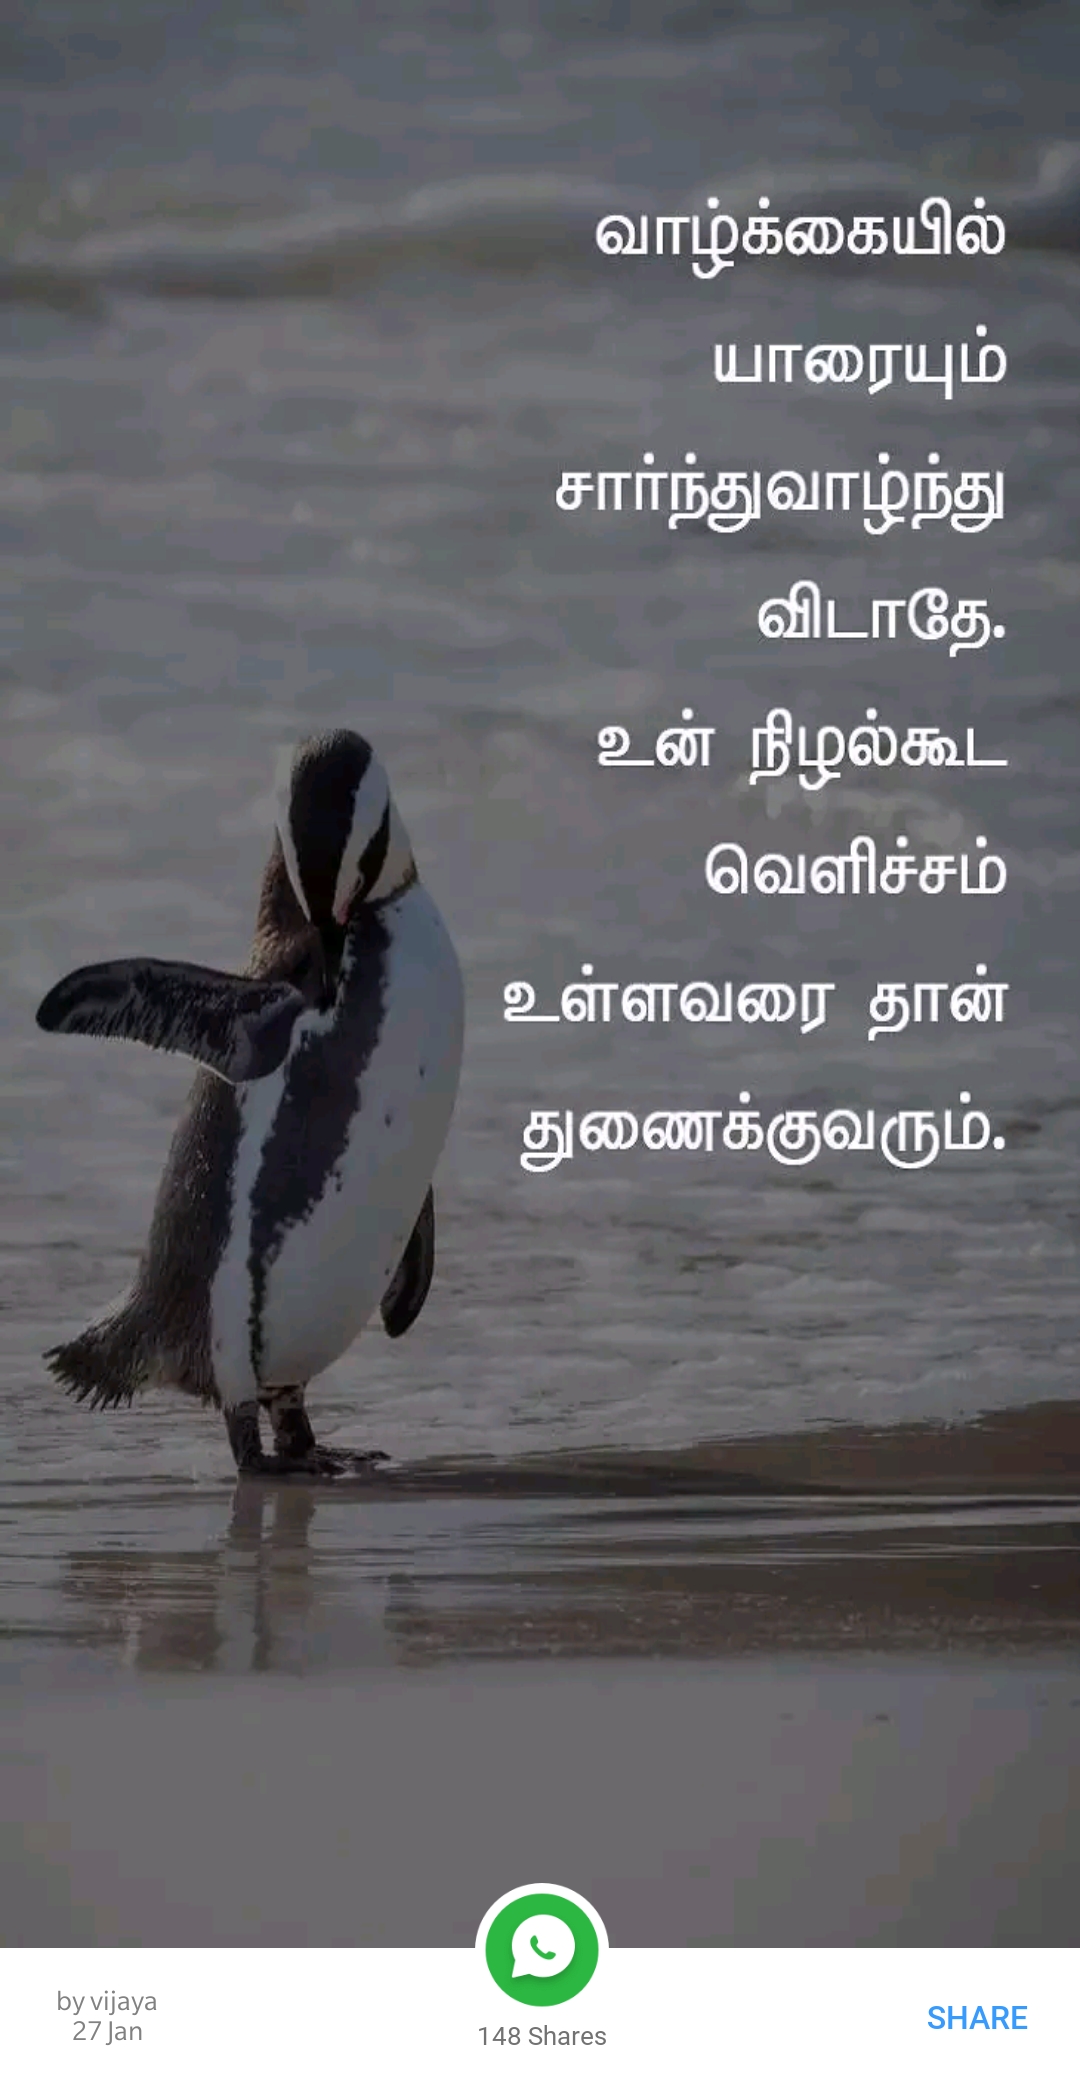 வாழ்க்கையில்
யாரையும்
சார்ந்துவாழ்ந்து
விடாதே.
உன் நிழல்கூட
வெளிச்சம்
உள்ளவரை தான்
துணைக்குவரும்.
by vijaya
27 Jan
148 Shares
SHARE